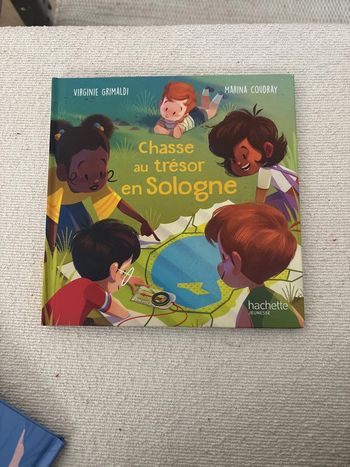 VIRGINIE GRIMALDI
MARINA COUDRAY
Chasse
au trésor
en Sologne
hachette
JEUNESSE